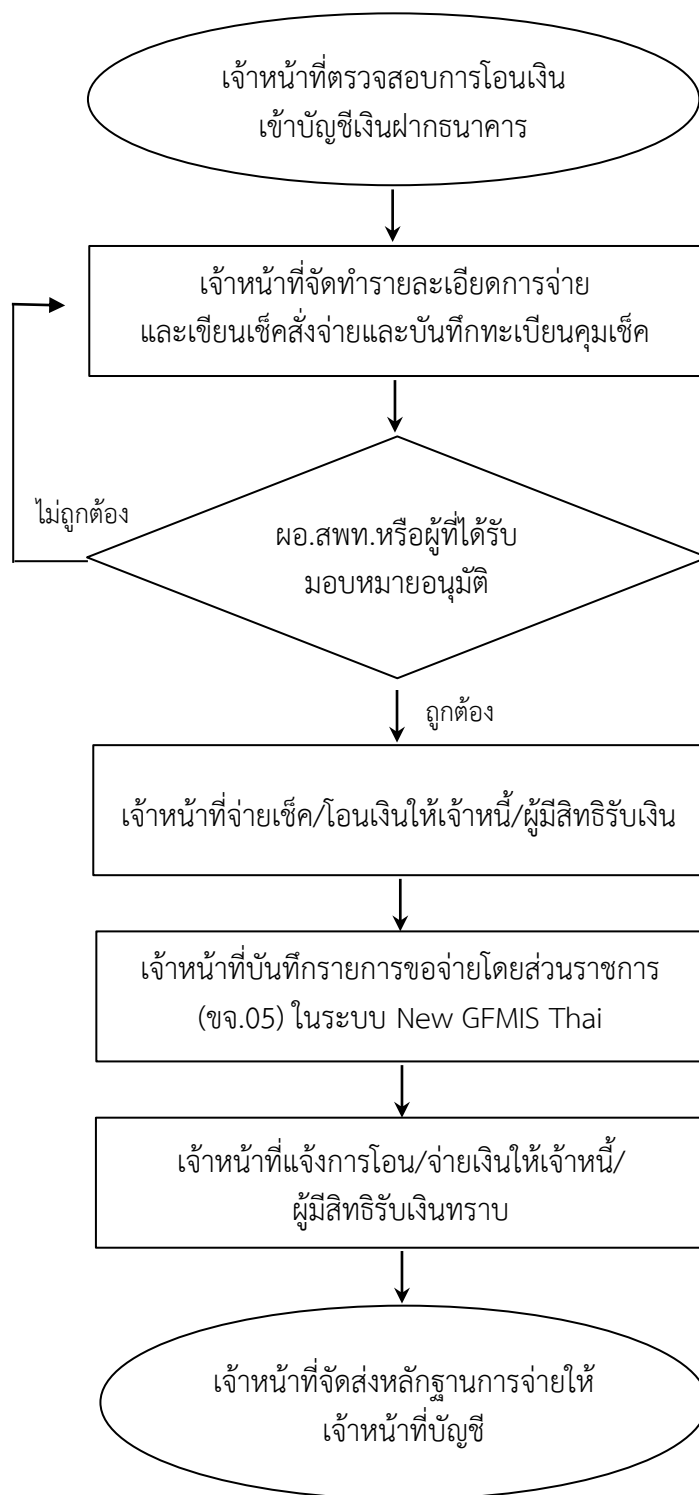 เจ้าหน้าที่ตรวจสอบการโอนเงิน
เข้าบัญชีเงินฝากธนาคาร
เจ้าหน้าที่จัดทำรายละเอียดการจ่าย
และเขียนเช็คสั่งจ่ายและบันทึกทะเบียนคุมเช็ค
ไม่ถูกต้อง
ผอ.สพท.หรือผู้ที่ได้รับ
มอบหมายอนุมัติ
ถูกต้อง
เจ้าหน้าที่จ่ายเช็ค/โอนเงินให้เจ้าหนี้/ผู้มีสิทธิรับเงิน
เจ้าหน้าที่บันทึกรายการขอจ่ายโดยส่วนราชการ
(ขจ.05) ในระบบ New GFMIS Thai
เจ้าหน้าที่แจ้งการโอน/จ่ายเงินให้เจ้าหนี้/
ผู้มีสิทธิรับเงินทราบ
เจ้าหน้าที่จัดส่งหลักฐานการจ่ายให้
เจ้าหน้าที่บัญชี